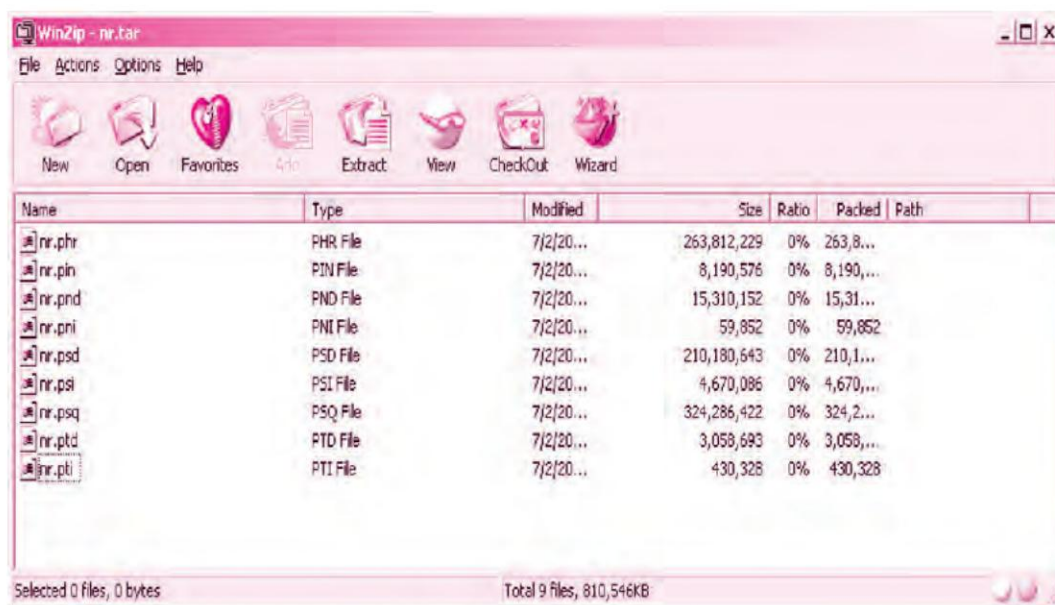 WinZip - nr.tar
File Actions Options Help
New Open Favorites Add Extract View CheckOut Wizard
Name Type Modified Size Ratio Packed Path
nr.phr PHR File 7/2/20... 263,812,229 0% 263,8...
nr.pin PIN File 7/2/20... 8,190,576 0% 8,190,...
nr.pnd PND File 7/2/20... 15,310,152 0% 15,31...
nr.pni PNI File 7/2/20... 59,852 0% 59,852
nr.psd PSD File 7/2/20... 210,180,643 0% 210,1...
nr.psi PSI File 7/2/20... 4,670,086 0% 4,670,...
nr.psq PSQ File 7/2/20... 324,286,422 0% 324,2...
nr.ptd PTD File 7/2/20... 3,058,693 0% 3,058,...
nr.pti PTI File 7/2/20... 430,328 0% 430,328
Selected 0 files, 0 bytes Total 9 files, 810,546KB